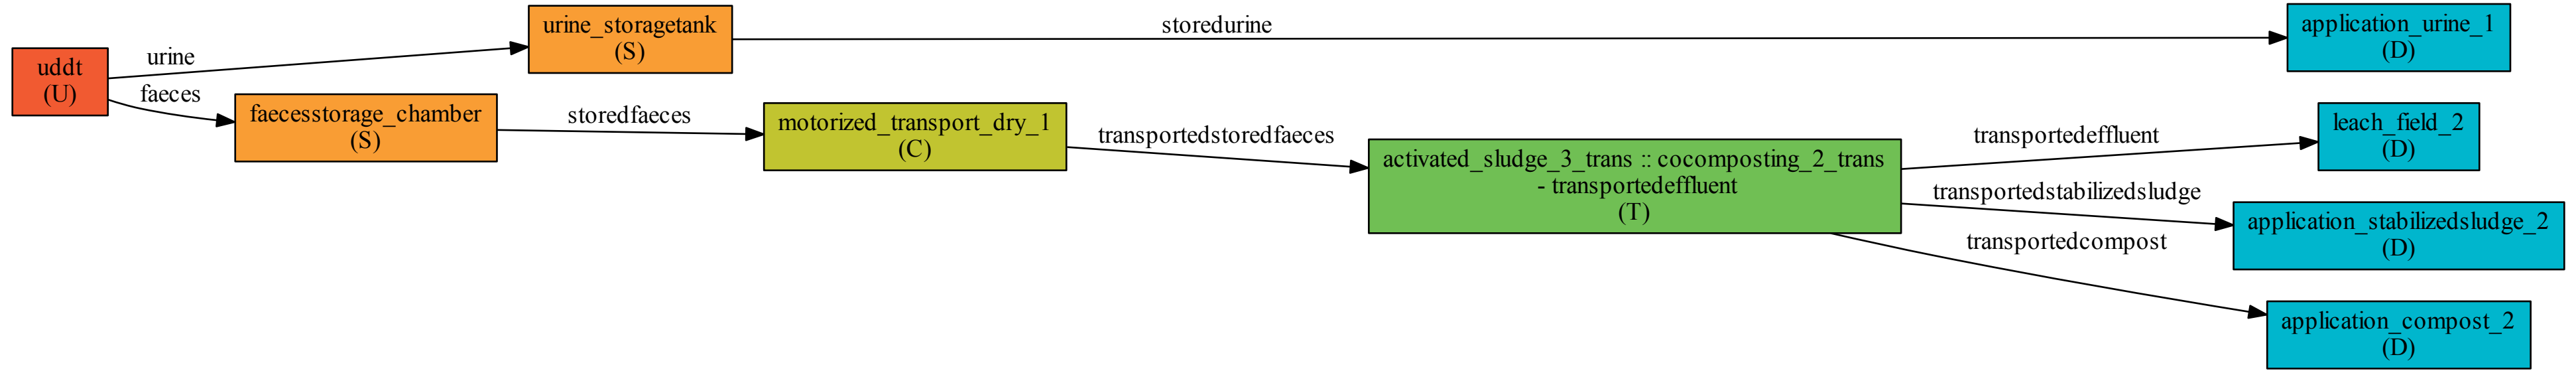 uddt
(U)
urine
faeces
urine_storagetank
(S)
faecesstorage_chamber
(S)
storedurine
storedfaeces
motorized_transport_dry_1
(C)
transportedstoredfaeces
activated_sludge_3_trans :: cocomposting_2_trans
- transportedeffluent
(T)
transportedeffluent
transportedstabilizedsludge
transportedcompost
application_urine_1
(D)
leach_field_2
(D)
application_stabilizedsludge_2
(D)
application_compost_2
(D)